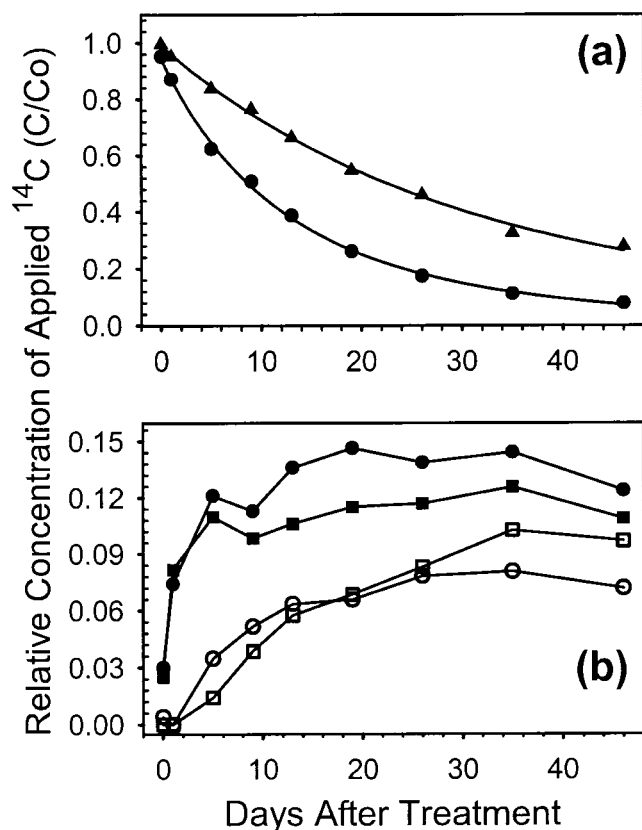 Relative Concentration of Applied ¹⁴C (C/Co)
(a)
1.0
0.8
0.6
0.4
0.2
0.0
0 10 20 30 40
0.15
0.12
0.09
0.06
0.03
0.00
(b)
0 10 20 30 40
Days After Treatment